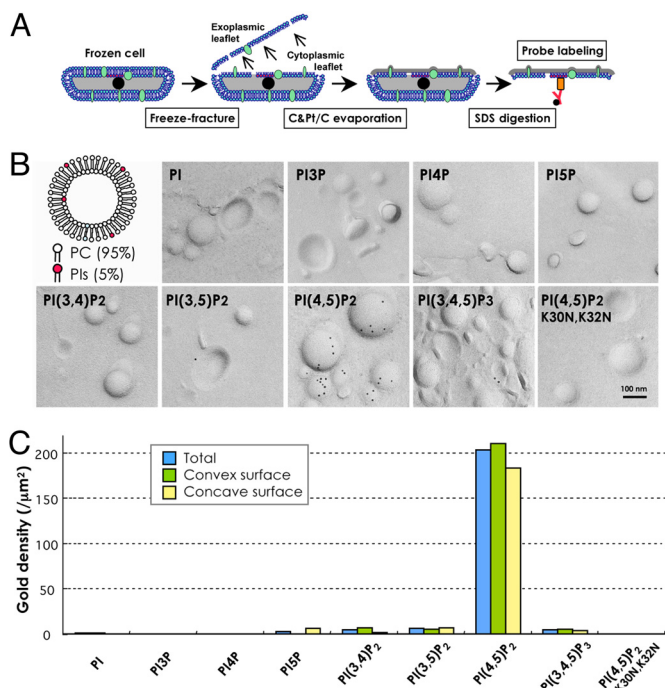 A
Frozen cell
Exoplasmic
leaflet
Cytoplasmic
leaflet
Probe labeling
Freeze-fracture
C&Pt/C evaporation
SDS digestion
B
PC (95%)
PIs (5%)
PI
PI3P
PI4P
PI5P
PI(3,4)P2
PI(3,5)P2
PI(4,5)P2
PI(3,4,5)P3
PI(4,5)P2
K30N,K32N
100 nm
C
Gold density (/μm²)
200
150
100
50
0
Total
Convex surface
Concave surface
PI
PI3P
PI4P
PI5P
PI(3,4)P₂
PI(3,5)P₂
PI(4,5)P₂
PI(3,4,5)P₃
PI(4,5)P₂
K30N,K32N